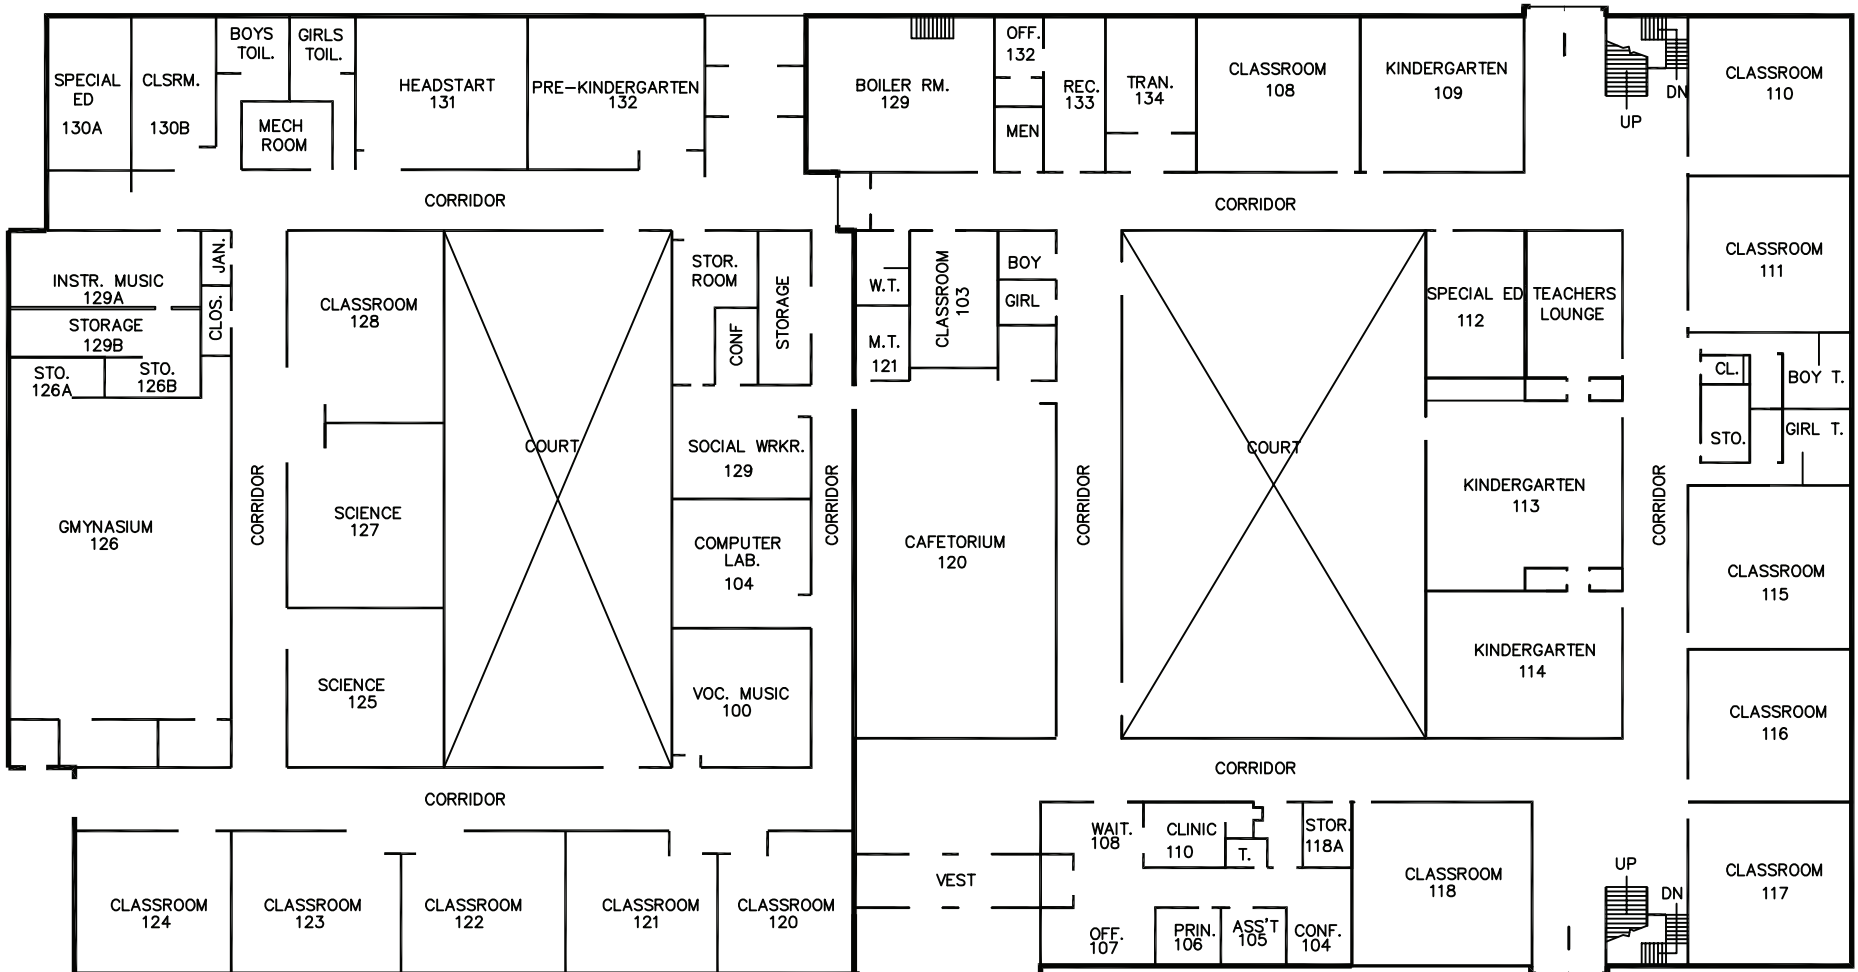 SPECIAL
ED
130A
CLSRM.
130B
BOYS
TOIL.
GIRLS
TOIL.
MECH
ROOM
HEADSTART
131
PRE-KINDERGARTEN
132
BOILER RM.
129
OFF.
132
MEN
REC.
133
TRAN.
134
CLASSROOM
108
KINDERGARTEN
109
UP
DN
CLASSROOM
110
CORRIDOR
CORRIDOR
INSTR. MUSIC
129A
JAN.
STORAGE
129B
CLOS.
STO.
126A
STO.
126B
CLASSROOM
128
STOR.
ROOM
CONF
STORAGE
W.T.
M.T.
121
CLASSROOM
103
BOY
GIRL
SPECIAL ED
112
TEACHERS
LOUNGE
CLASSROOM
111
CL.
BOY T.
STO.
GIRL T.
COURT
SOCIAL WRKR.
129
COURT
KINDERGARTEN
113
GMYNASIUM
126
CORRIDOR
SCIENCE
127
COMPUTER
LAB.
104
CORRIDOR
CAFETORIUM
120
CORRIDOR
CORRIDOR
CLASSROOM
115
SCIENCE
125
VOC. MUSIC
100
KINDERGARTEN
114
CLASSROOM
116
CORRIDOR
CORRIDOR
WAIT.
108
CLINIC
110
T.
STOR.
118A
CLASSROOM
124
CLASSROOM
123
CLASSROOM
122
CLASSROOM
121
CLASSROOM
120
VEST
OFF.
107
PRIN.
106
ASS'T
105
CONF.
104
CLASSROOM
118
UP
DN
CLASSROOM
117